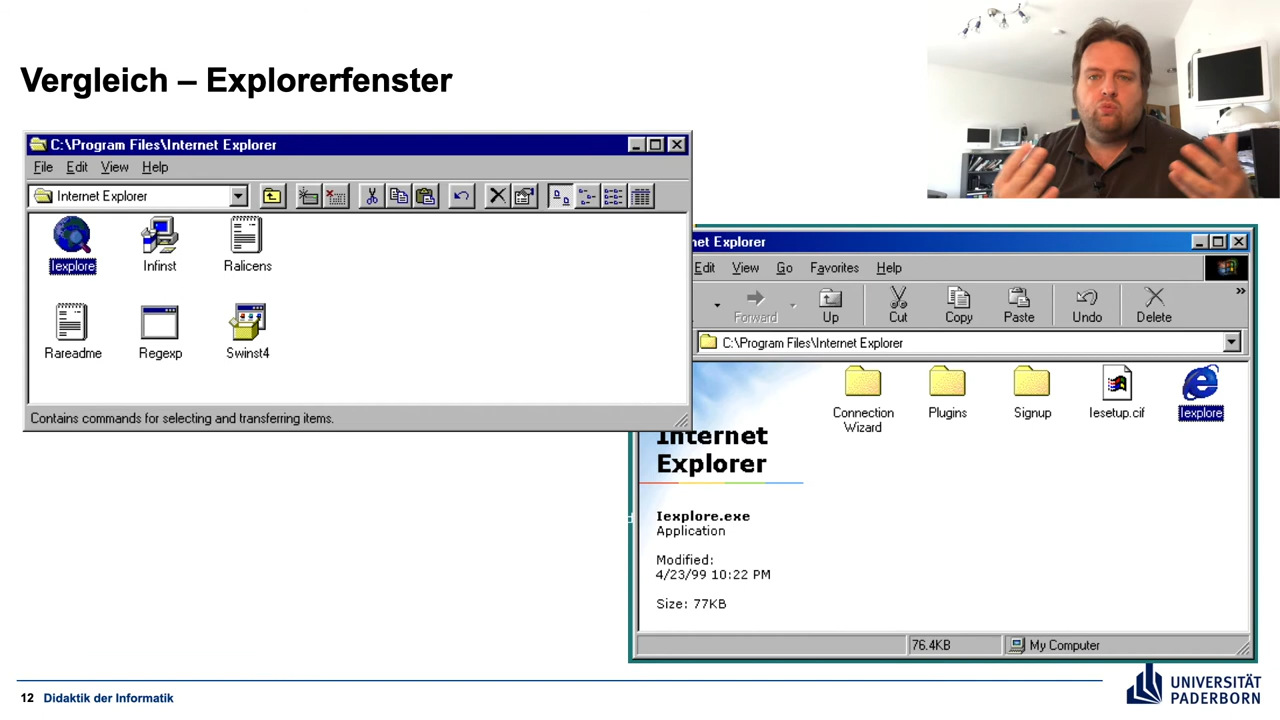 Vergleich – Explorerfenster
C:\Program Files\Internet Explorer
File Edit View Help
Internet Explorer
Iexplore Infinst Ralicens
Rareadme Regexp Swinst4
Contains commands for selecting and transferring items.
net Explorer
Edit View Go Favorites Help
Forward Up Cut Copy Paste Undo Delete
C:\Program Files\Internet Explorer
Connection Wizard Plugins Signup Iesetup.cif Iexplore
Internet
Explorer
Iexplore.exe
Application
Modified:
4/23/99 10:22 PM
Size: 77KB
76.4KB My Computer
12 Didaktik der Informatik
UNIVERSITÄT
PADERBORN